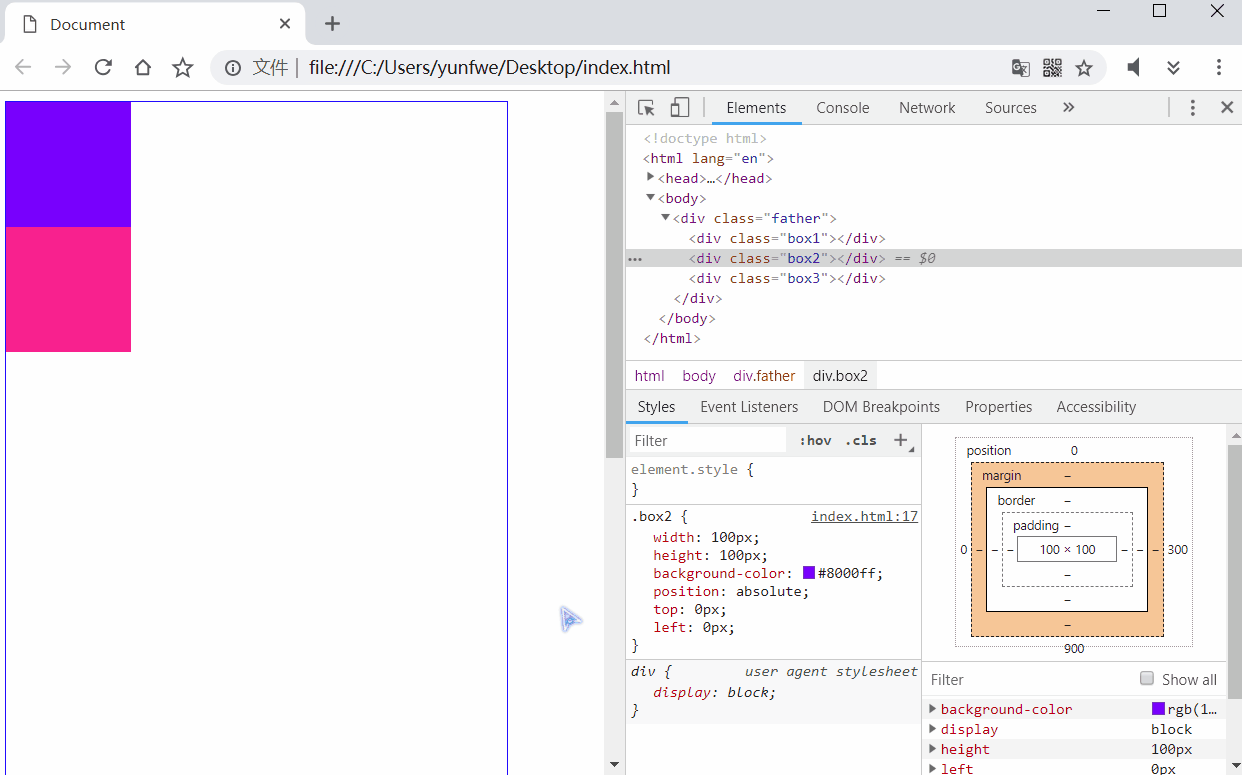 Document
文件 | file:///C:/Users/yunfwe/Desktop/index.html
Elements Console Network Sources
<!doctype html>
<html lang="en">
<head>…</head>
<body>
<div class="father">
<div class="box1"></div>
<div class="box2"></div> == $0
<div class="box3"></div>
</div>
</body>
</html>
html body div.father div.box2
Styles Event Listeners DOM Breakpoints Properties Accessibility
Filter :hov .cls +
element.style {
}
.box2 { index.html:17
width: 100px;
height: 100px;
background-color: #8000ff;
position: absolute;
top: 0px;
left: 0px;
}
div { user agent stylesheet
display: block;
}
position 0
margin –
border –
padding –
0 – – – 100 × 100 – – – 300
–
–
–
900
Filter Show all
background-color rgb(1…
display block
height 100px
left 0px